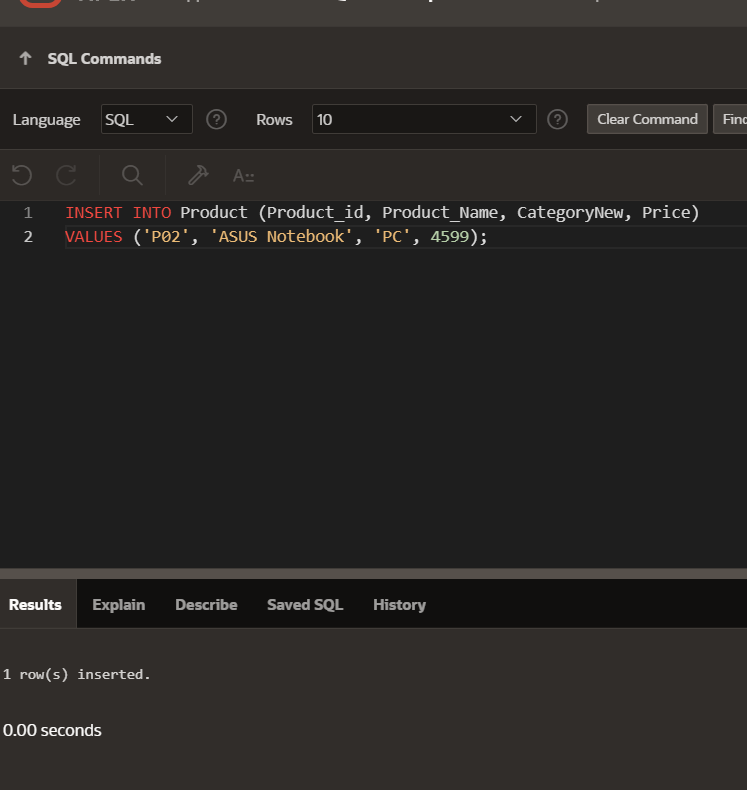 SQL Commands
Language SQL ? Rows 10 ? Clear Command
A::
1 INSERT INTO Product (Product_id, Product_Name, CategoryNew, Price)
2 VALUES ('P02', 'ASUS Notebook', 'PC', 4599);
Results Explain Describe Saved SQL History
1 row(s) inserted.
0.00 seconds